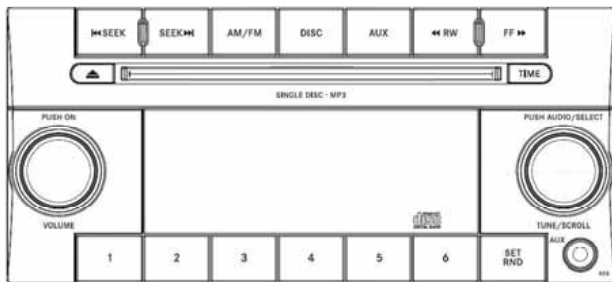 SEEK
SEEK
AM/FM
DISC
AUX
RW
FF
TIME
SINGLE DISC · MP3
PUSH ON
PUSH AUDIO/SELECT
VOLUME
TUNE/SCROLL
AUX
1
2
3
4
5
6
SET
RND